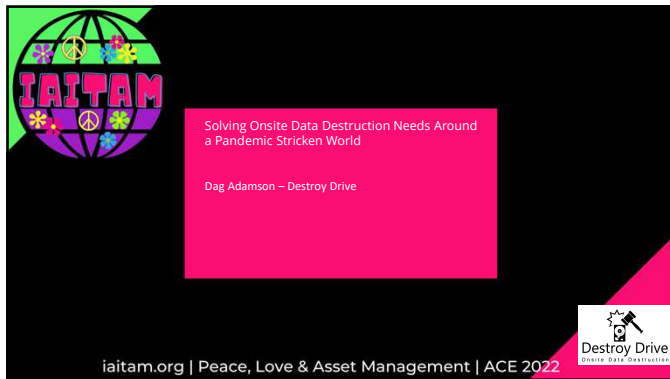 IAITAM
Solving Onsite Data Destruction Needs Around
a Pandemic Stricken World
Dag Adamson – Destroy Drive
Destroy Drive
Onsite Data Destruction
iaitam.org | Peace, Love & Asset Management | ACE 2022